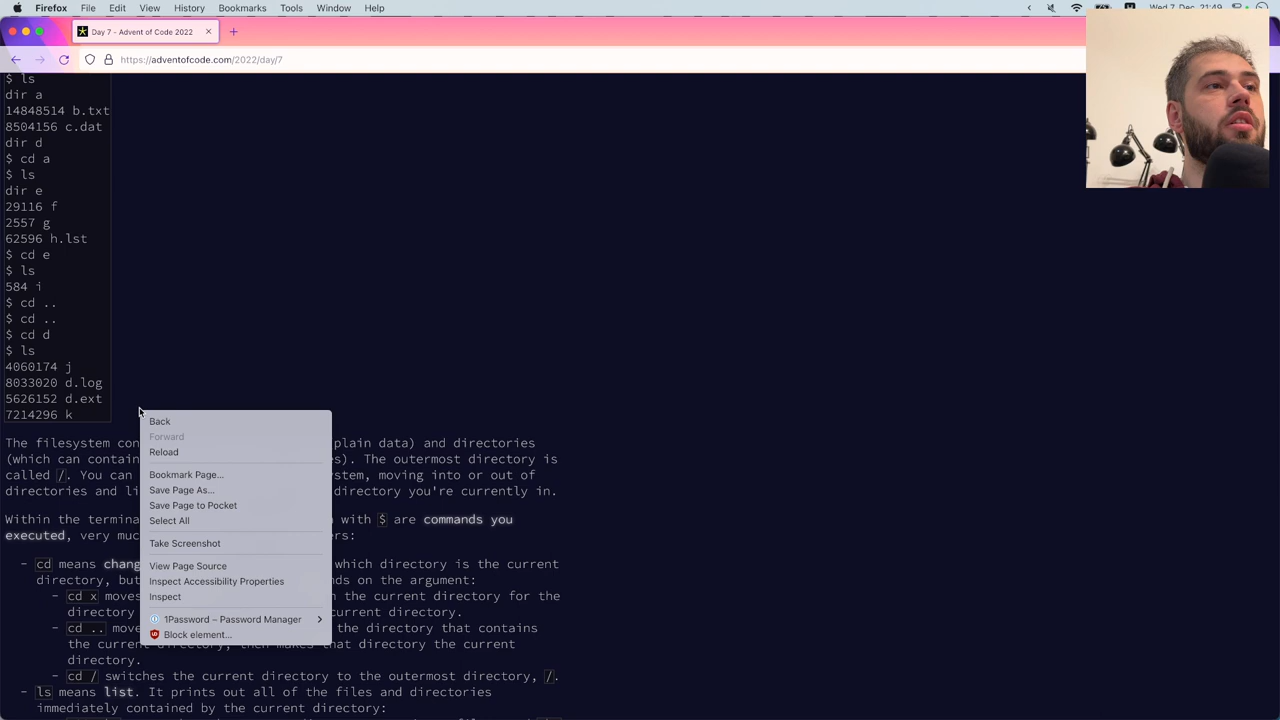 Firefox File Edit View History Bookmarks Tools Window Help
Wed 7. Dec 21:49
Day 7 - Advent of Code 2022
https://adventofcode.com/2022/day/7
$ ls
dir a
14848514 b.txt
8504156 c.dat
dir d
$ cd a
$ ls
dir e
29116 f
2557 g
62596 h.lst
$ cd e
$ ls
584 i
$ cd ..
$ cd ..
$ cd d
$ ls
4060174 j
8033020 d.log
5626152 d.ext
7214296 k
Back
Forward
Reload
Bookmark Page...
Save Page As...
Save Page to Pocket
Select All
Take Screenshot
View Page Source
Inspect Accessibility Properties
Inspect
1Password – Password Manager
Block element...
The filesystem con plain data) and directories
(which can contain s). The outermost directory is
called /. You can stem, moving into or out of
directories and li directory you're currently in.
Within the termina with $ are commands you
executed, very muc ers:
- cd means chang which directory is the current
directory, but nds on the argument:
- cd x moves n the current directory for the
directory rrent directory.
- cd .. move the directory that contains
the current directory, then makes that directory the current
directory.
- cd / switches the current directory to the outermost directory, /.
- ls means list. It prints out all of the files and directories
immediately contained by the current directory: